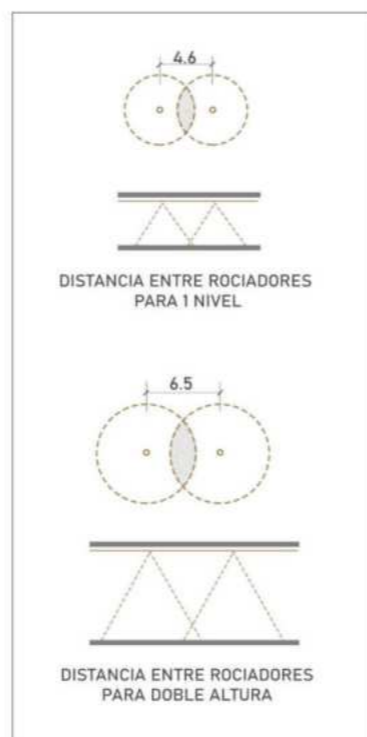 4.6
DISTANCIA ENTRE ROCIADORES
PARA 1 NIVEL
6.5
DISTANCIA ENTRE ROCIADORES
PARA DOBLE ALTURA